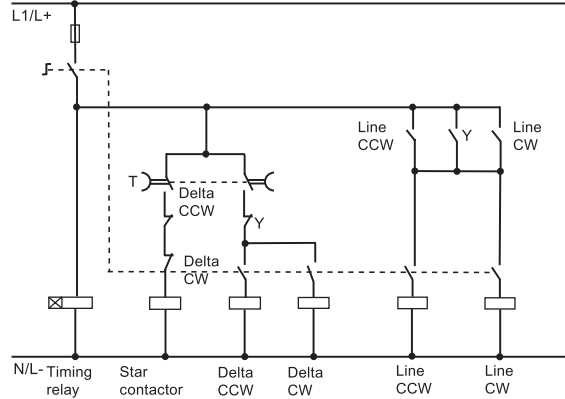 L1/L+
Line
CCW
Y
Line
CW
T
Delta
CCW
Y
Delta
CW
N/L-
Timing
relay
Star
contactor
Delta
CCW
Delta
CW
Line
CCW
Line
CW